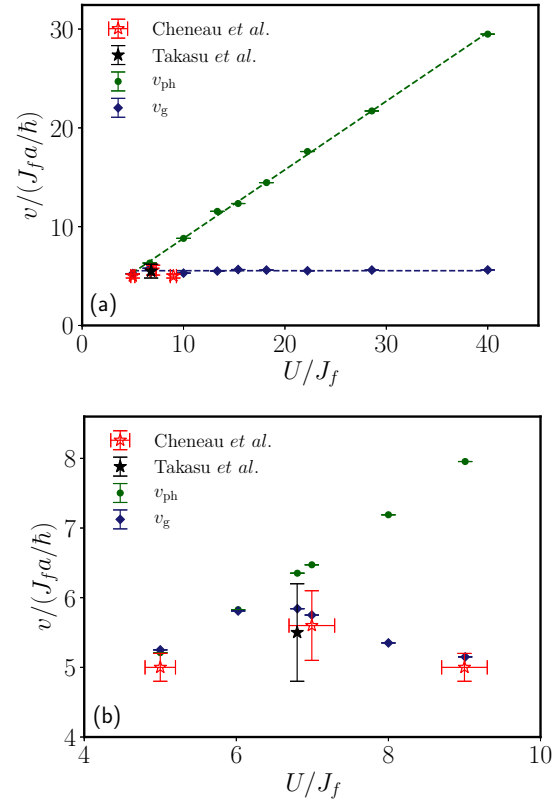 Cheneau et al.
Takasu et al.
v_ph
v_g
30
20
10
0
v/(J_f a/ħ)
(a)
0
10
20
30
40
U/J_f
Cheneau et al.
Takasu et al.
v_ph
v_g
8
7
6
5
4
v/(J_f a/ħ)
(b)
4
6
8
10
U/J_f